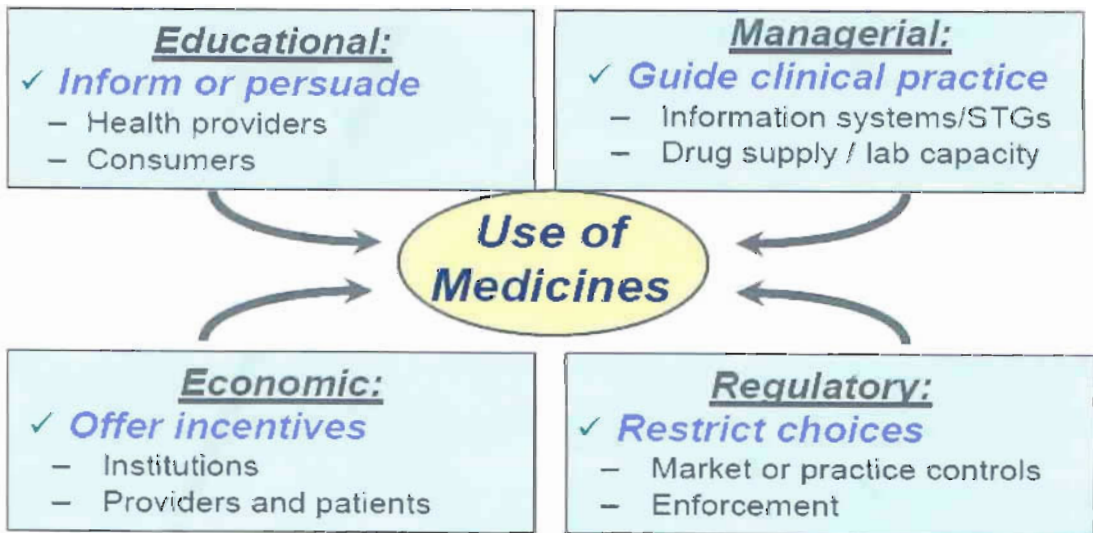 Educational:
✓ Inform or persuade
– Health providers
– Consumers
Managerial:
✓ Guide clinical practice
– Information systems/STGs
– Drug supply / lab capacity
Use of
Medicines
Economic:
✓ Offer incentives
– Institutions
– Providers and patients
Regulatory:
✓ Restrict choices
– Market or practice controls
– Enforcement